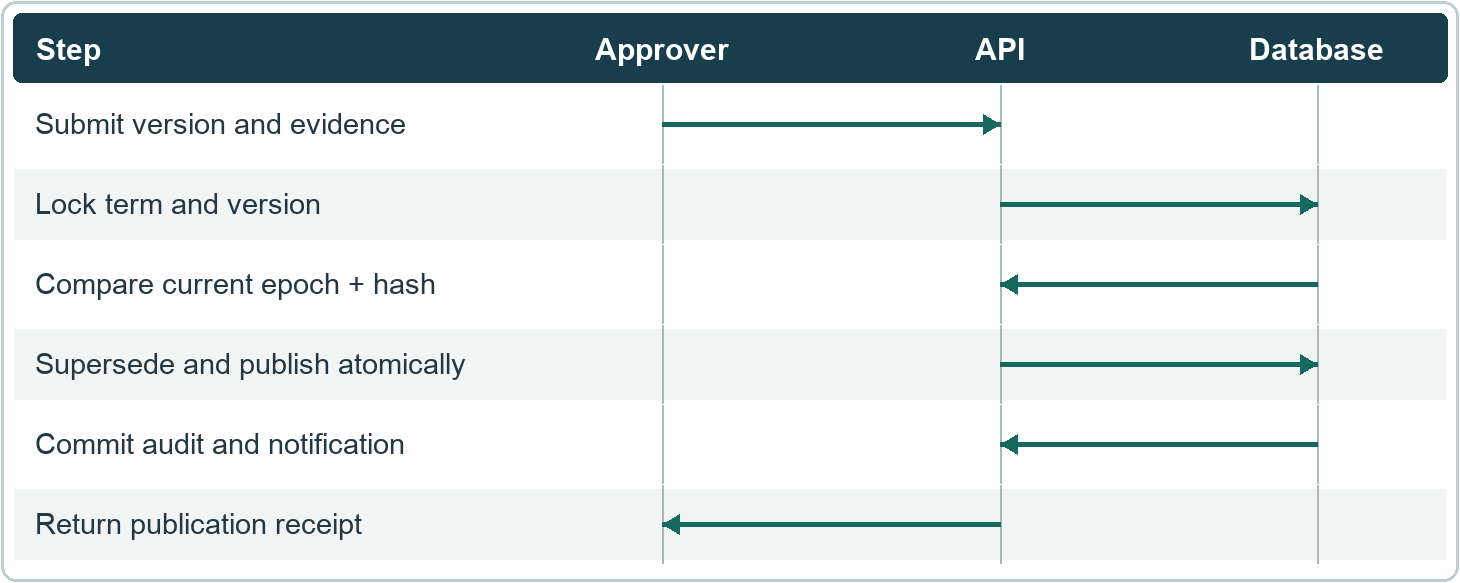 Step Approver API Database
Submit version and evidence
Lock term and version
Compare current epoch + hash
Supersede and publish atomically
Commit audit and notification
Return publication receipt